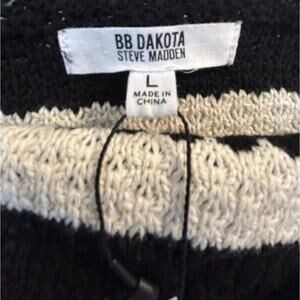 BB DAKOTA
STEVE MADDEN
L
MADE IN
CHINA